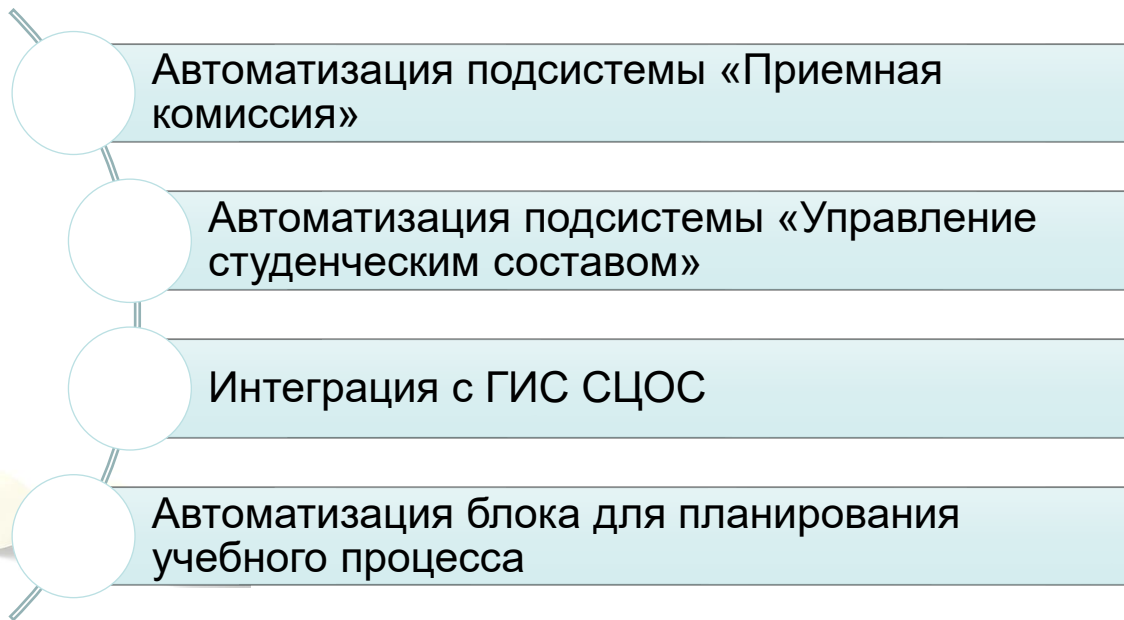 Автоматизация подсистемы «Приемная
комиссия»
Автоматизация подсистемы «Управление
студенческим составом»
Интеграция с ГИС СЦОС
Автоматизация блока для планирования
учебного процесса